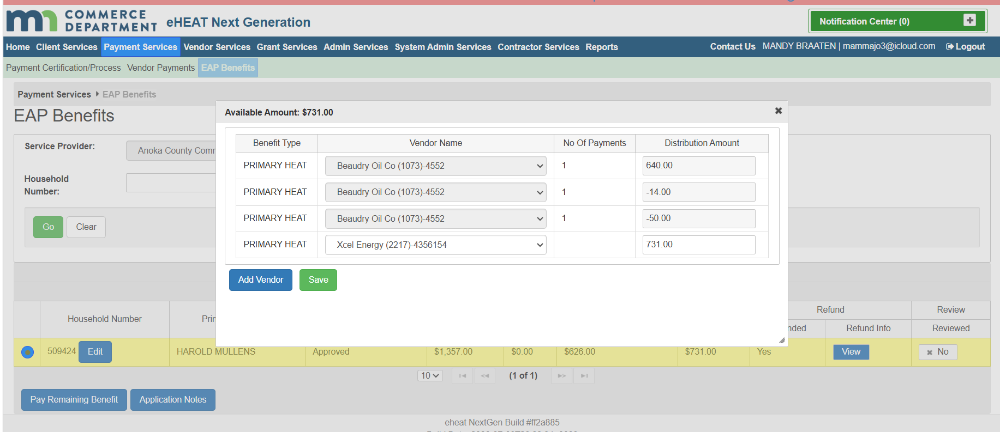 COMMERCE
DEPARTMENT
eHEAT Next Generation
Notification Center (0)
Home Client Services Payment Services Vendor Services Grant Services Admin Services System Admin Services Contractor Services Reports Contact Us MANDY BRAATEN | mammajo3@icloud.com Logout
Payment Certification/Process Vendor Payments EAP Benefits
Payment Services EAP Benefits
EAP Benefits
Service Provider:
Anoka County
Household
Number:
Go Clear
Available Amount: $731.00
Benefit Type Vendor Name No Of Payments Distribution Amount
PRIMARY HEAT Beaudry Oil Co (1073)-4552 1 640.00
PRIMARY HEAT Beaudry Oil Co (1073)-4552 1 -14.00
PRIMARY HEAT Beaudry Oil Co (1073)-4552 1 -50.00
PRIMARY HEAT Xcel Energy (2217)-4356154 731.00
Add Vendor Save
Refund Review
Household Number
Refund Info Reviewed
509424 Edit HAROLD MULLENS Approved $1,357.00 $0.00 $626.00 $731.00 Yes View No
10 (1 of 1)
Pay Remaining Benefit Application Notes
eheat NextGen Build #ff2a885